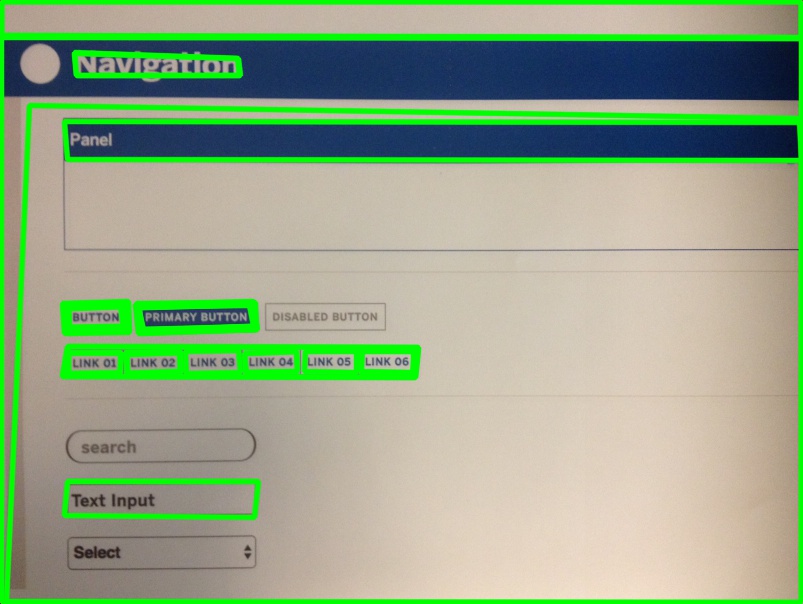 Navigation
Panel
BUTTON PRIMARY BUTTON DISABLED BUTTON
LINK 01 LINK 02 LINK 03 LINK 04 LINK 05 LINK 06
search
Text Input
Select